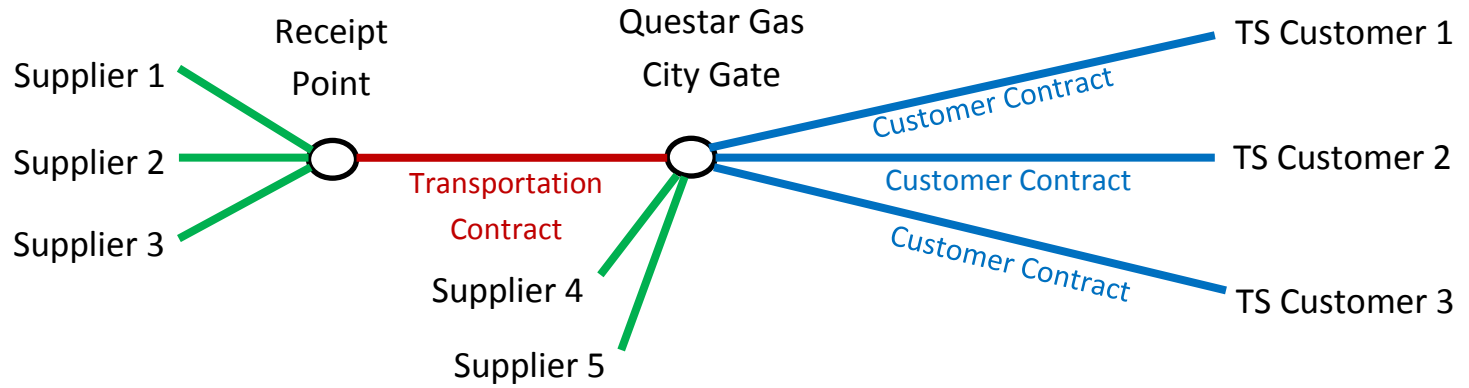 Receipt
Point
Questar Gas
City Gate
TS Customer 1
Supplier 1
Customer Contract
Supplier 2
TS Customer 2
Transportation
Contract
Customer Contract
Supplier 3
Customer Contract
Supplier 4
TS Customer 3
Supplier 5